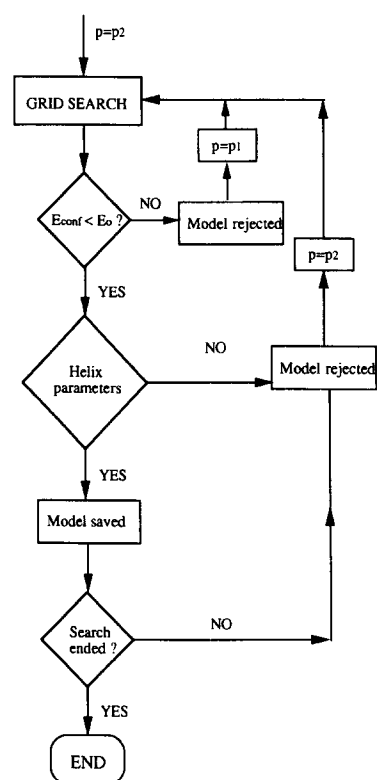 p=p2
GRID SEARCH
p=p1
Econf < Eo ?
NO
Model rejected
p=p2
YES
Helix
parameters
NO
Model rejected
YES
Model saved
Search
ended ?
NO
YES
END